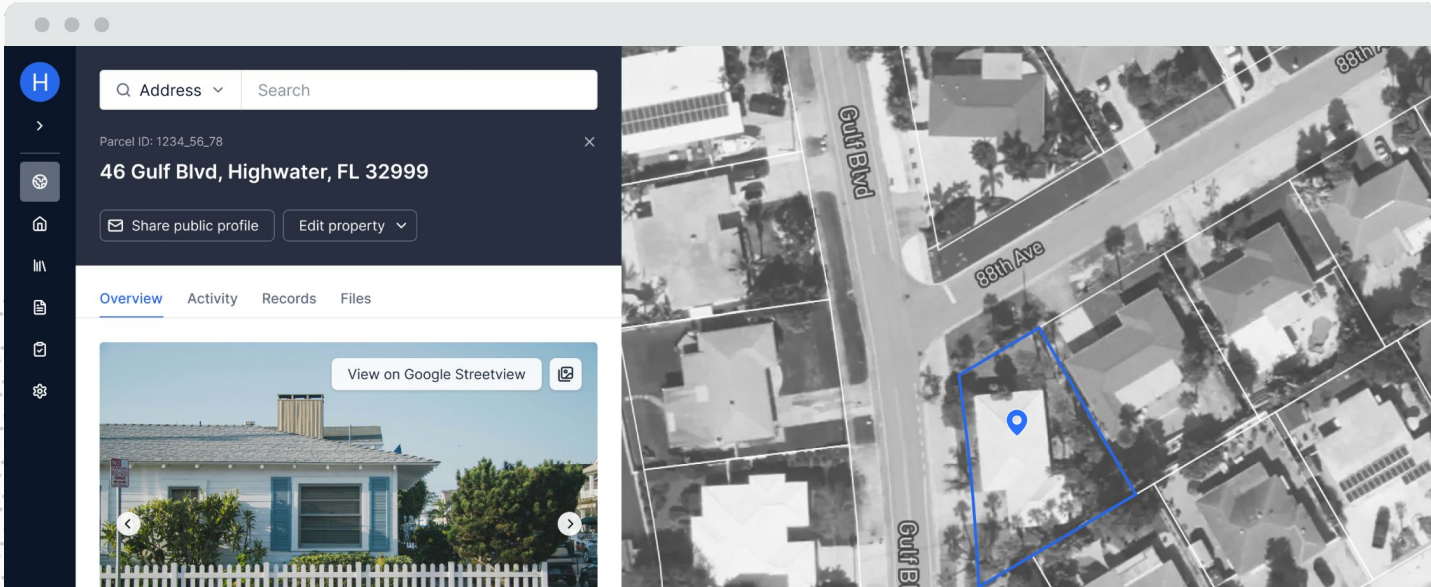 H
Address
Search
Parcel ID: 1234_56_78
46 Gulf Blvd, Highwater, FL 32999
Share public profile
Edit property
Overview
Activity
Records
Files
View on Google Streetview
Gulf Blvd
88th Ave
88th A
Gulf B